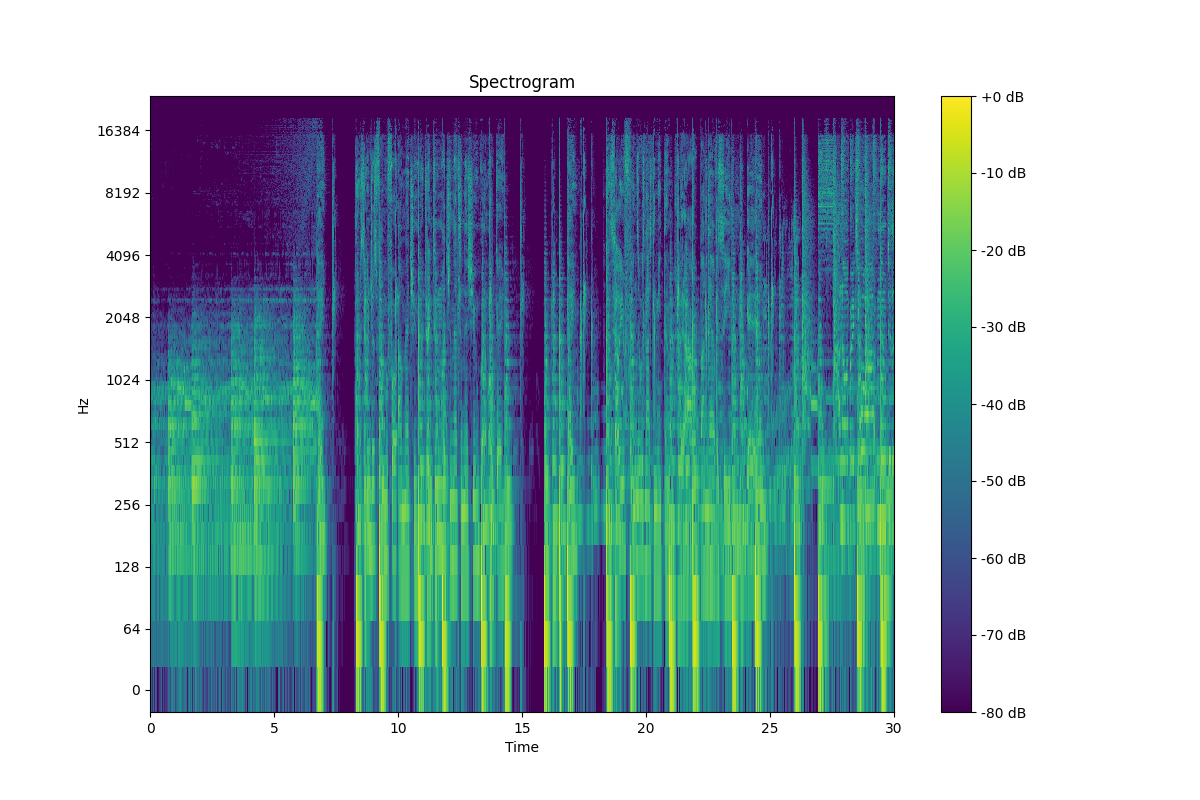 Spectrogram
16384
8192
4096
2048
1024
512
256
128
64
0
Hz
0 5 10 15 20 25 30
Time
+0 dB
-10 dB
-20 dB
-30 dB
-40 dB
-50 dB
-60 dB
-70 dB
-80 dB